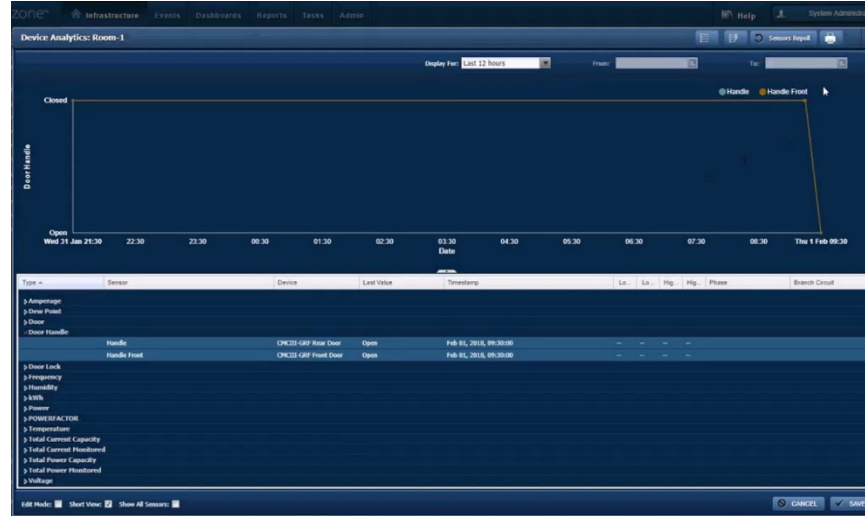 zone™ Infrastructure Events Dashboards Reports Tasks Admin Help System Administ
Device Analytics: Room-1 Sensors Repoll
Display For: Last 12 hours From: To:
Handle Handle Front
Closed
Door Handle
Open
Wed 31 Jan 21:30 22:30 23:30 00:30 01:30 02:30 03:30 04:30 05:30 06:30 07:30 08:30 Thu 1 Feb 09:30
Date
Type Sensor Device Last Value Timestamp Lo... Lo... Hig... Hig... Phase Branch Circuit
Amperage
Dew Point
Door
Door Handle
Handle CMCIII-GRF Rear Door Open Feb 01, 2018, 09:30:00 -- -- -- --
Handle Front CMCIII-GRF Front Door Open Feb 01, 2018, 09:30:00 -- -- -- --
Door Lock
Frequency
Humidity
kWh
Power
POWERFACTOR
Temperature
Total Current Capacity
Total Current Monitored
Total Power Capacity
Total Power Monitored
Voltage
Edit Mode: Short View: Show All Sensors: CANCEL SAVE